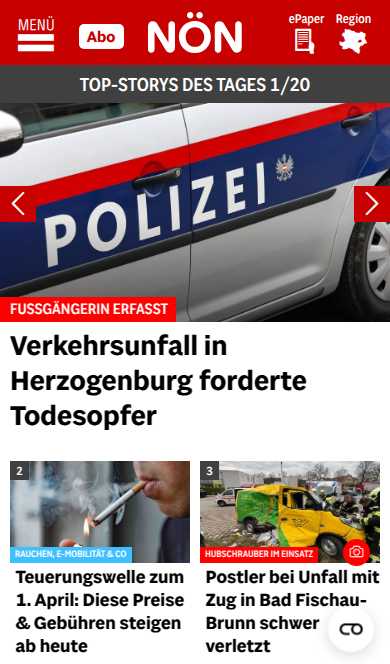 MENÜ
Abo
NÖN
ePaper
Region
TOP-STORYS DES TAGES 1/20
POLIZEI
FUSSGÄNGERIN ERFASST
Verkehrsunfall in
Herzogenburg forderte
Todesopfer
2
RAUCHEN, E-MOBILITÄT & CO
Teuerungswelle zum
1. April: Diese Preise
& Gebühren steigen
ab heute
3
HUBSCHRAUBER IM EINSATZ
Postler bei Unfall mit
Zug in Bad Fischau-
Brunn schwer
verletzt